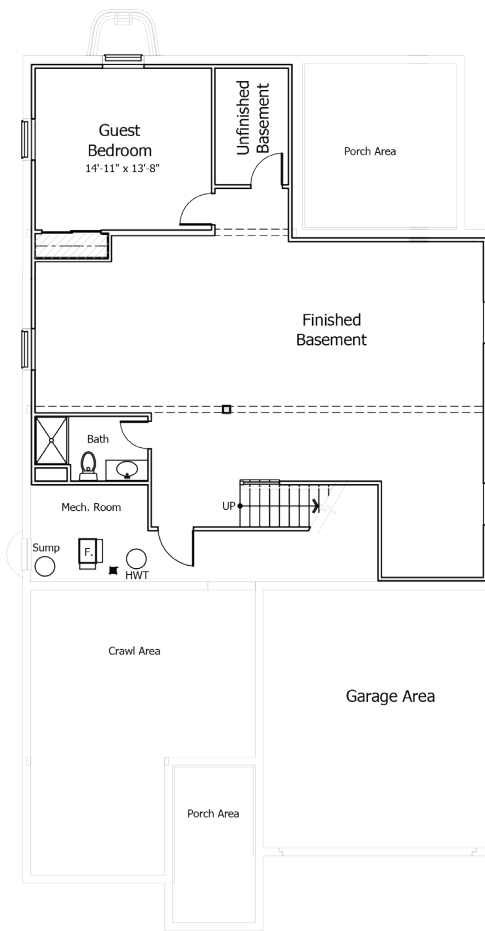 Guest
Bedroom
14'-11" x 13'-8"
Unfinished
Basement
Porch Area
Finished
Basement
Bath
Mech. Room
UP
Sump
F.
HWT
Crawl Area
Garage Area
Porch Area